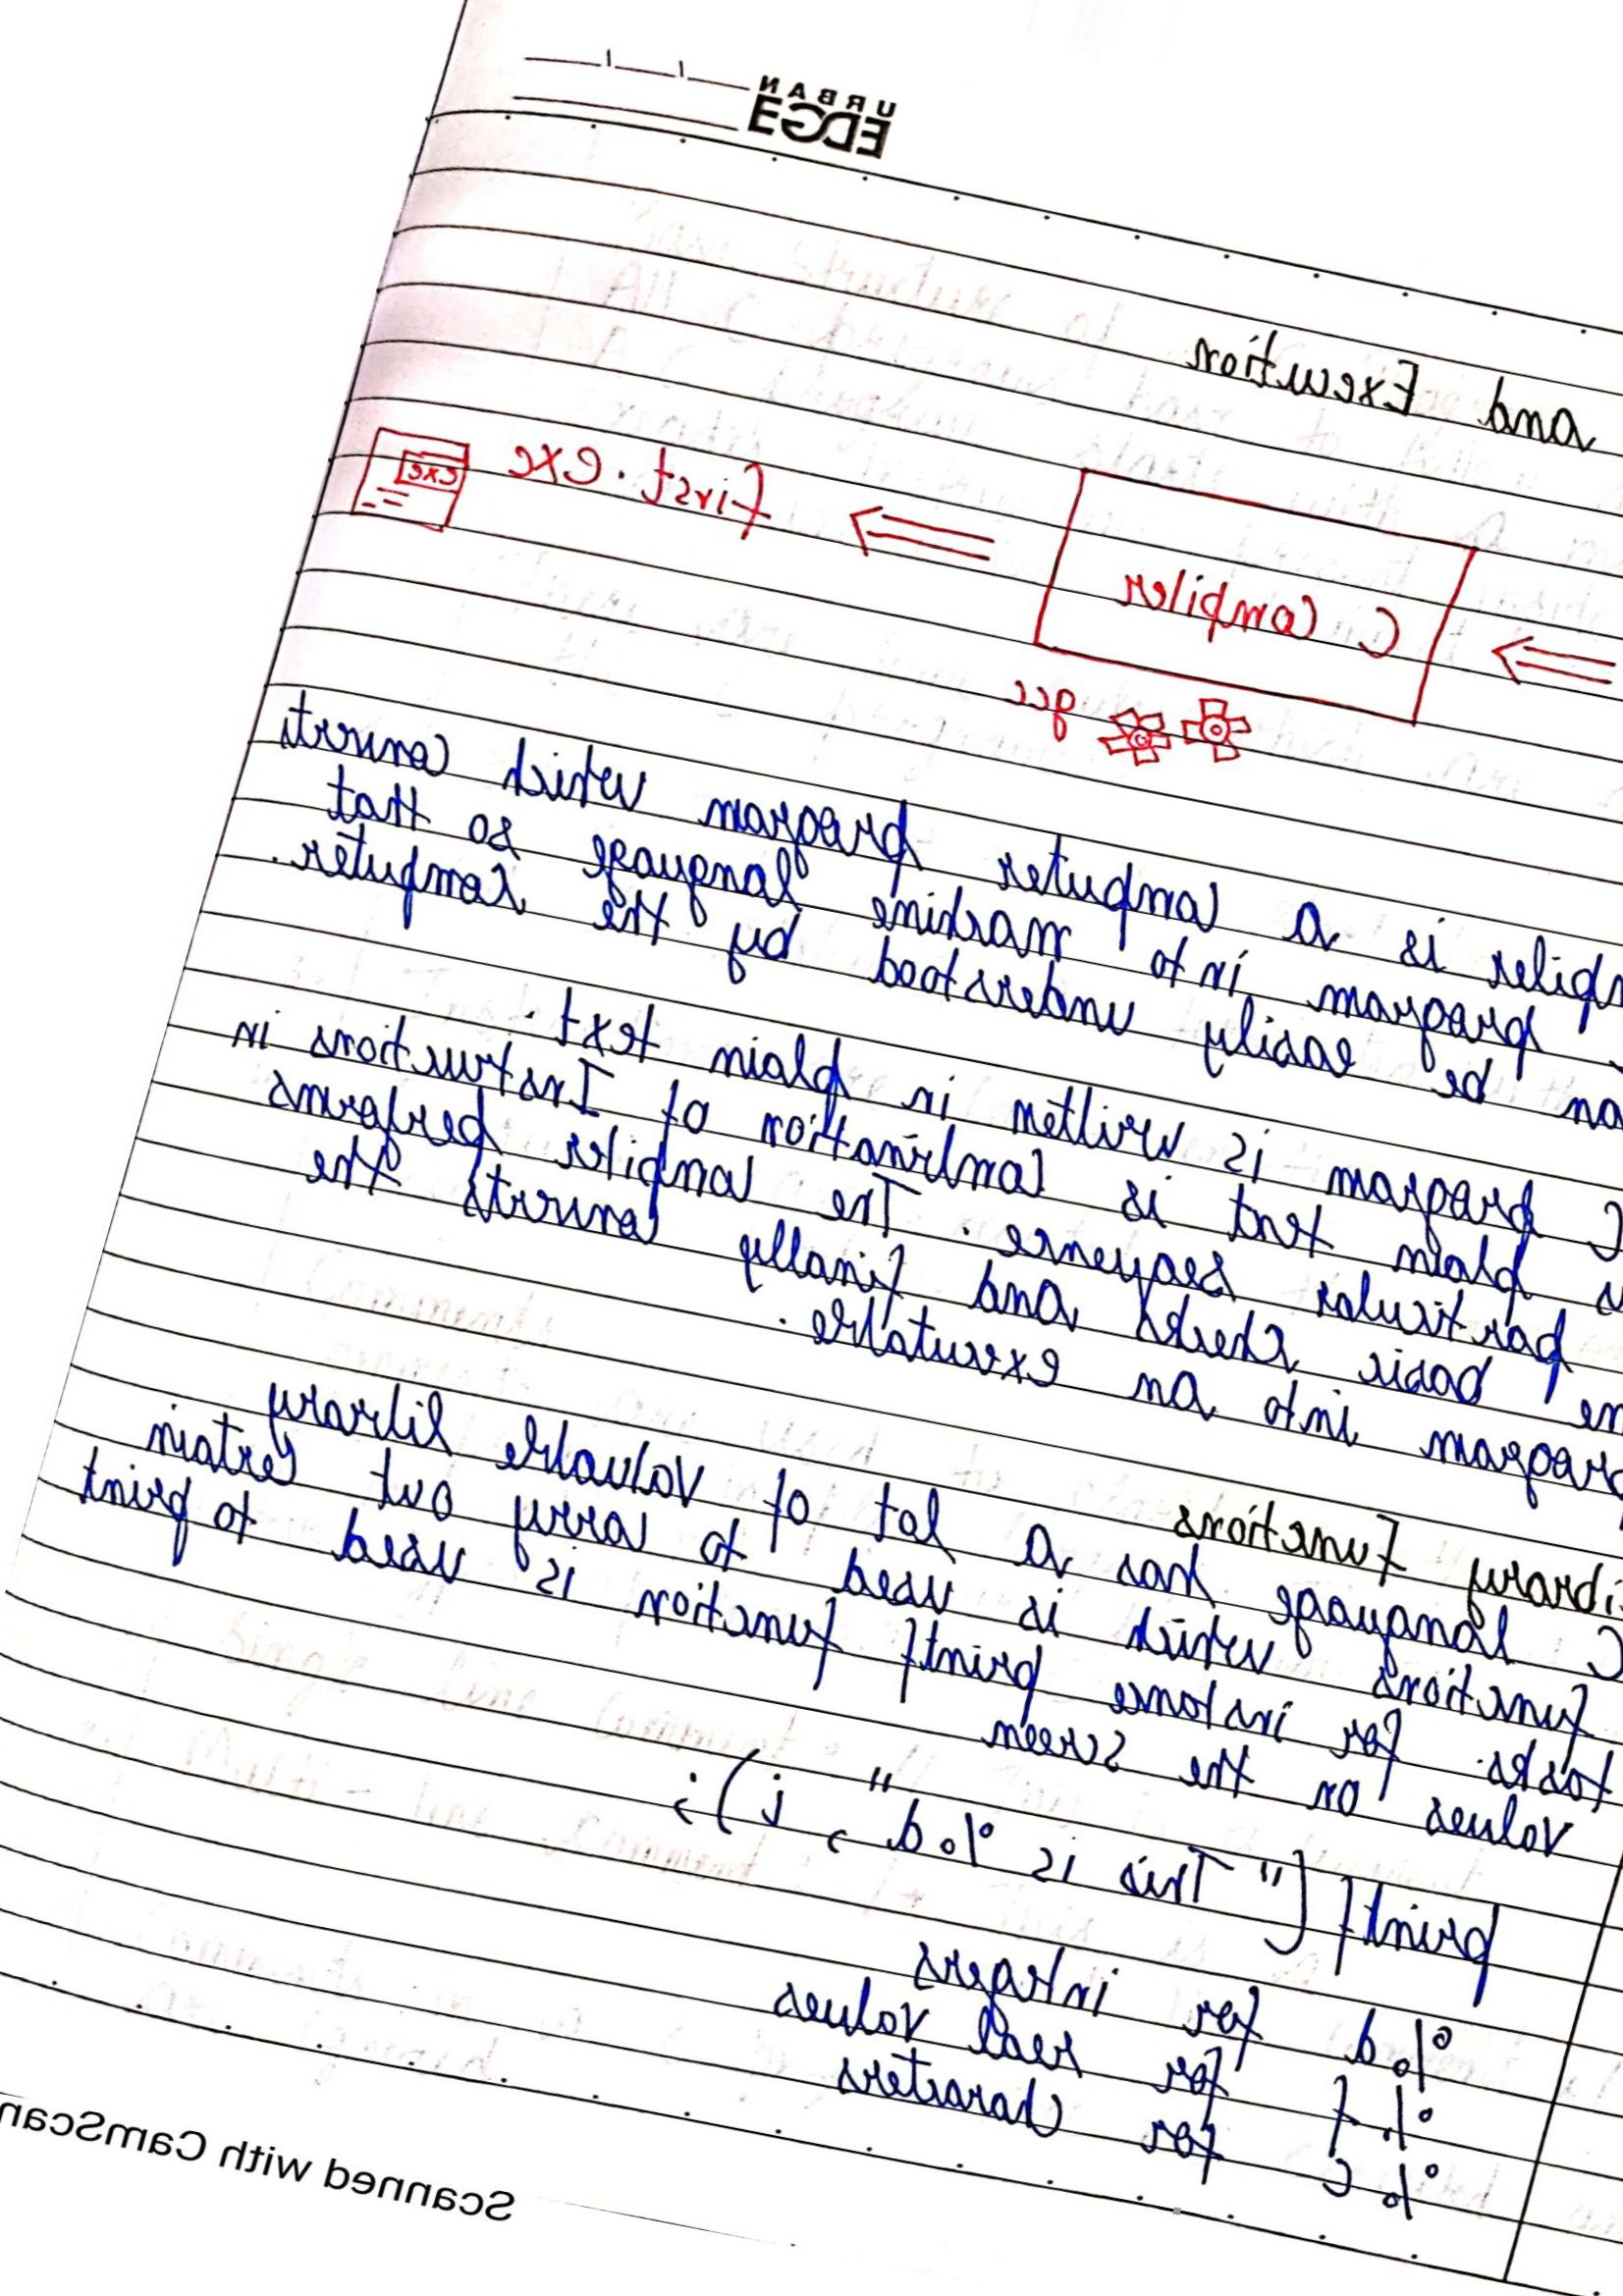 URBAN
EDGE
and Execution
C Compiler
first.exe
exe
gcc
is a computer program which converts
program into machine language so that
be easily understood by the computer.
C program is written in plain text.
plain text is combination of Instructions in
particular sequence. The compiler performs
basic checks and finally converts the
program into an executable.
Library Functions
C language has a lot of valuable library
functions which is used to carry out certain
tasks. for instance printf function is used to print
values on the screen
printf ("This is %d", i);
%d for integers
%f for real values
%c for characters
Scanned with CamScan